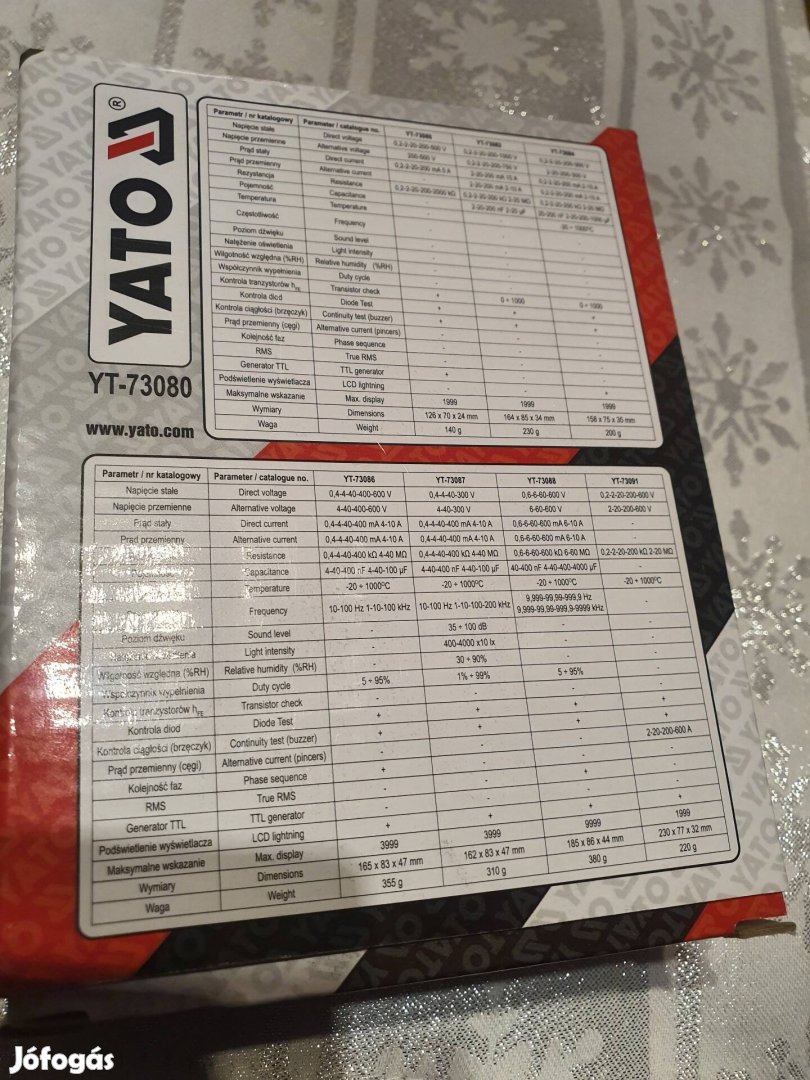 YATO ®
YT-73080
www.yato.com
Parametr / nr katalogowy Parameter / catalogue no. YT-73080
Napięcie stałe Direct voltage
Napięcie przemienne Alternative voltage
Prąd stały Direct current
Prąd przemienny Alternative current
Rezystancja Resistance
Pojemność Capacitance
Temperatura Temperature
Częstotliwość Frequency
Poziom dźwięku Sound level - - -
Natężenie oświetlenia Light intensity - - -
Wilgotność względna (%RH) Relative humidity (%RH) - - -
Współczynnik wypełnienia Duty cycle - - -
Kontrola tranzystorów hFE Transistor check
Kontrola diod Diode Test
Kontrola ciągłości (brzęczyk) Continuity test (buzzer)
Prąd przemienny (cęgi) Alternative current (pincers)
Kolejność faz Phase sequence
RMS True RMS
Generator TTL TTL generator
Podświetlenie wyświetlacza LCD lightning
Maksymalne wskazanie Max. display 1999 1999 1999
Wymiary Dimensions 126 x 70 x 24 mm 164 x 85 x 34 mm 158 x 75 x 35 mm
Waga Weight 140 g 230 g 200 g
Parametr / nr katalogowy Parameter / catalogue no. YT-73086 YT-73087 YT-73088 YT-73091
Napięcie stałe Direct voltage 0,4-4-40-400-600 V 0,4-4-40-300 V 0,6-6-60-600 V 0,2-2-20-200-600 V
Napięcie przemienne Alternative voltage 4-40-400-600 V 4-40-300 V 6-60-600 V 2-20-200-600 V
Prąd stały Direct current 0,4-4-40-400 mA 4-10 A 0,4-4-40-400 mA 4-10 A 0,6-6-60-600 mA 6-10 A -
Prąd przemienny Alternative current 0,4-4-40-400 mA 4-10 A 0,4-4-40-400 mA 4-10 A 0,6-6-60-600 mA 6-10 A -
Resistance 0,4-4-40-400 kΩ 4-40 MΩ 0,4-4-40-400 kΩ 4-40 MΩ 0,6-6-60-600 kΩ 6-60 MΩ 0,2-2-20-200 kΩ 2-20 MΩ
Capacitance 4-40-400 nF 4-40-100 µF 4-40-400 nF 4-40-100 µF 40-400 nF 4-40-400-4000 µF -
Temperature -20 ÷ 1000ºC -20 ÷ 1000ºC -20 ÷ 1000ºC -20 ÷ 1000ºC
Frequency 10-100 Hz 1-10-100 kHz 10-100 Hz 1-10-100-200 kHz 9,999-99,99-999,9 Hz 9,999-99,99-999,9-9999 kHz -
Poziom dźwięku Sound level - 35 ÷ 100 dB - -
Light intensity - 400-4000 x10 lx - -
Wilgotność względna (%RH) Relative humidity (%RH) - 30 ÷ 90% - -
Współczynnik wypełnienia Duty cycle 5 ÷ 95% 1% ÷ 99% 5 ÷ 95% -
Kontrola tranzystorów hFE Transistor check - - - -
Kontrola diod Diode Test + + + +
Kontrola ciągłości (brzęczyk) Continuity test (buzzer) + + + +
Prąd przemienny (cęgi) Alternative current (pincers) - - - 2-20-200-600 A
Kolejność faz Phase sequence
RMS True RMS
Generator TTL TTL generator
Podświetlenie wyświetlacza LCD lightning + + + +
Maksymalne wskazanie Max. display 3999 3999 9999 1999
Wymiary Dimensions 165 x 83 x 47 mm 162 x 83 x 47 mm 185 x 86 x 44 mm 230 x 77 x 32 mm
Waga Weight 355 g 310 g 380 g 220 g
Jófogás